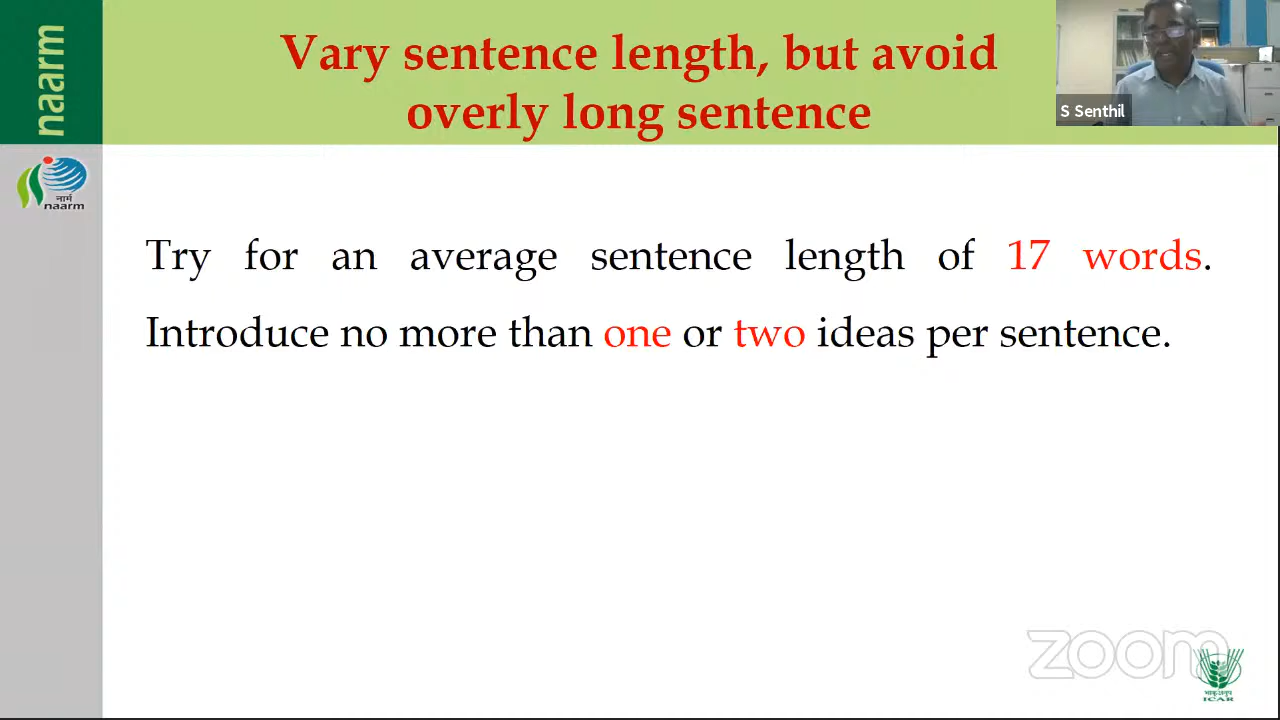 naarm
Vary sentence length, but avoid
overly long sentence
S Senthil
नार्म
naarm
Try for an average sentence length of 17 words.
Introduce no more than one or two ideas per sentence.
zoom
ICAR